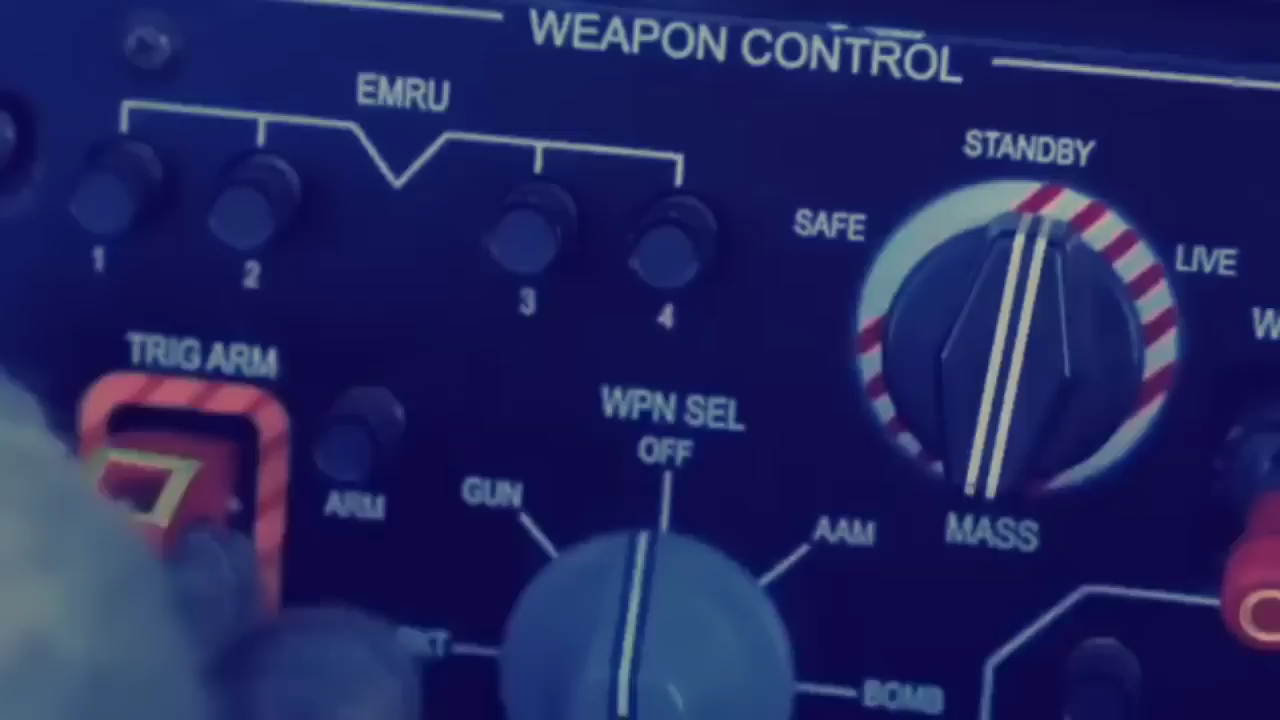 WEAPON CONTROL
EMRU
STANDBY
SAFE
LIVE
1
2
3
4
TRIG ARM
WPN SEL
OFF
GUN
ARM
AAM
MASS
BOMB